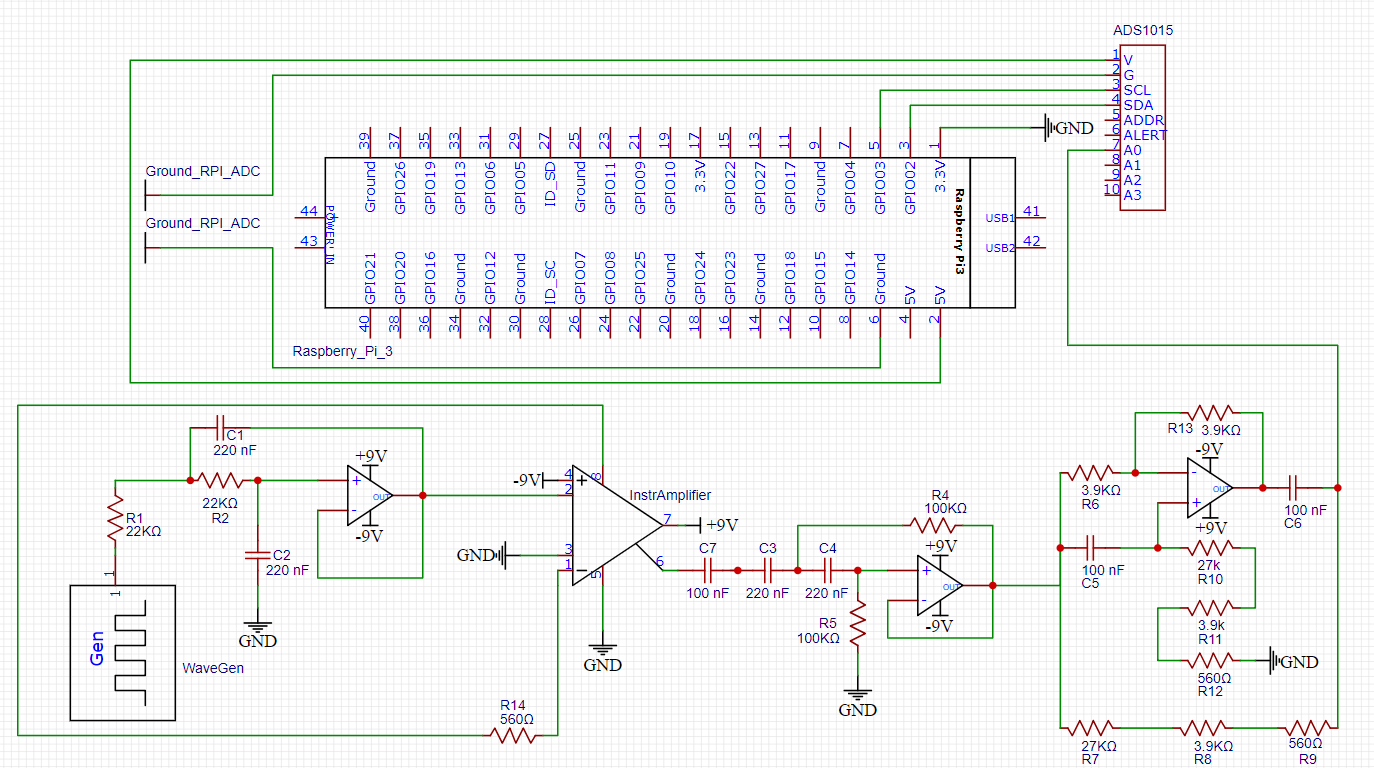 ADS1015
1 V
2 G
3 SCL
4 SDA
5 ADDR
6 ALERT
7 A0
8 A1
9 A2
10 A3
GND
39 37 35 33 31 29 27 25 23 21 19 17 15 13 11 9 7 5 3 1
Ground GPIO26 GPIO19 GPIO13 GPIO06 GPIO05 ID_SD Ground GPIO11 GPIO09 GPIO10 3.3V GPIO22 GPIO27 GPIO17 Ground GPIO04 GPIO03 GPIO02 3.3V
Ground_RPI_ADC
Ground_RPI_ADC
44
43
POWER_IN
Raspberry Pi3
USB1 41
USB2 42
GPIO21 GPIO20 GPIO16 Ground GPIO12 Ground ID_SC GPIO07 GPIO08 GPIO25 Ground GPIO24 GPIO23 Ground GPIO18 GPIO15 GPIO14 Ground 5V 5V
40 38 36 34 32 30 28 26 24 22 20 18 16 14 12 10 8 6 4 2
Raspberry_Pi_3
C1
220 nF
22KΩ
R2
R1
22KΩ
C2
220 nF
GND
+9V
+
OUT
-
-9V
1
1
Gen
WaveGen
-9V
4
2
3
1
8
5
7
6
+
-
InstrAmplifier
+9V
GND
GND
R14
560Ω
C7
100 nF
C3
220 nF
C4
220 nF
R4
100KΩ
R5
100KΩ
GND
+9V
+
OUT
-
-9V
R13 3.9KΩ
-9V
-
OUT
+
+9V
3.9KΩ
R6
100 nF
C6
100 nF
C5
27k
R10
3.9k
R11
GND
560Ω
R12
27KΩ
R7
3.9KΩ
R8
560Ω
R9